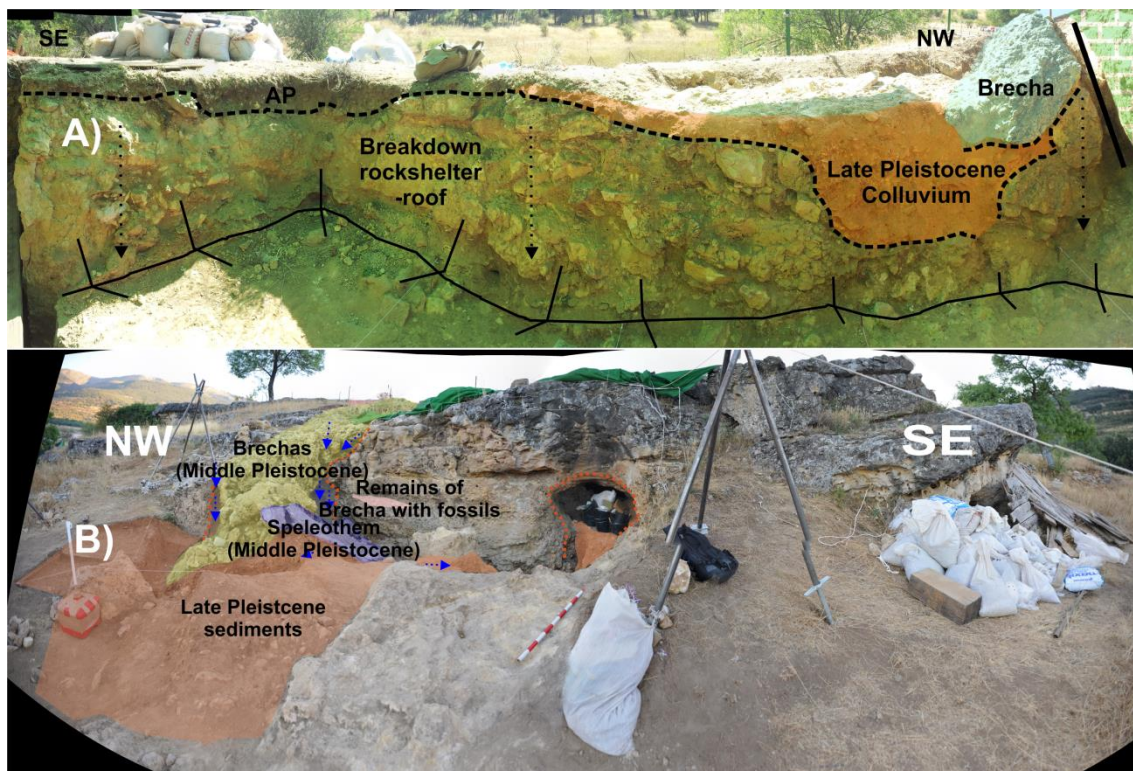 SE
NW
AP
Brecha
A)
Breakdown
rockshelter
-roof
Late Pleistocene
Colluvium
NW
SE
Brechas
(Middle Pleistocene)
Remains of
Brecha with fossils
Speleothem
(Middle Pleistocene)
B)
Late Pleistcene
sediments